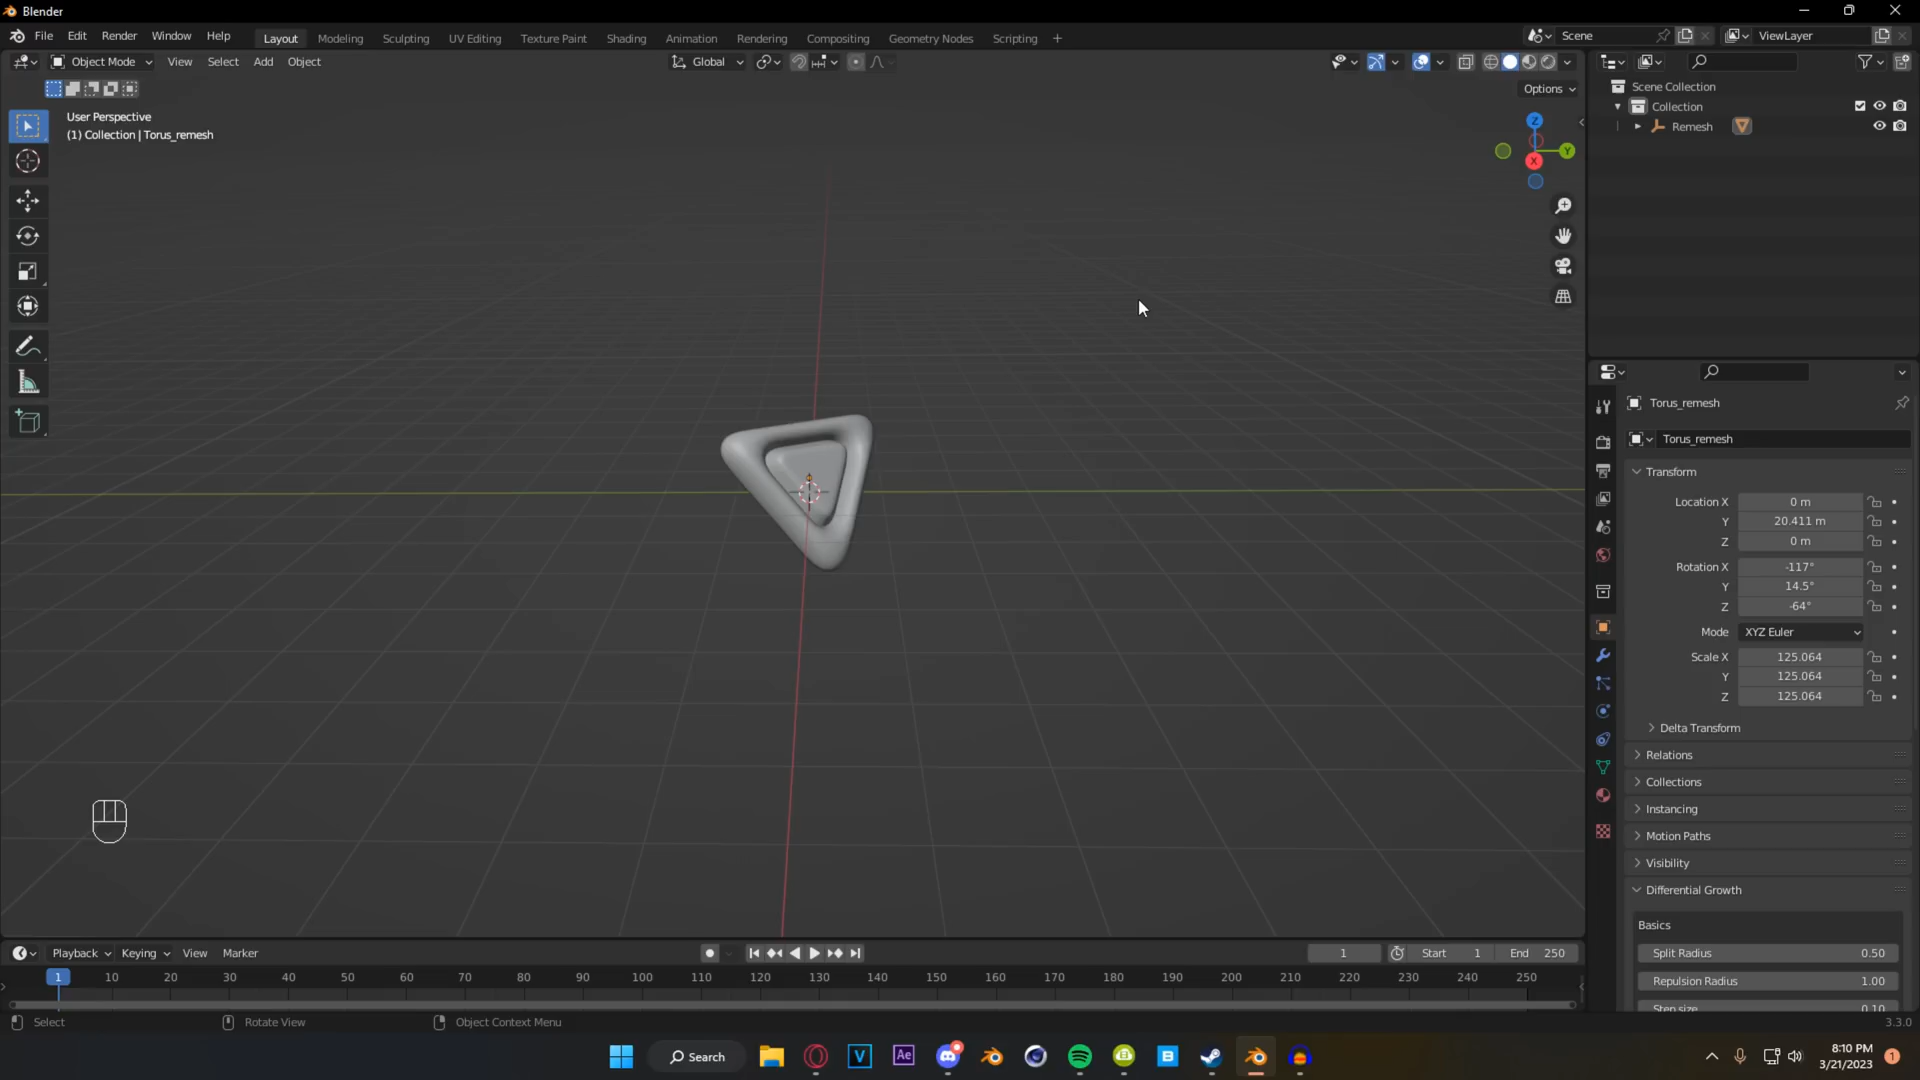 Blender
File Edit Render Window Help Layout Modeling Sculpting UV Editing Texture Paint Shading Animation Rendering Compositing Geometry Nodes Scripting + Scene ViewLayer
Object Mode View Select Add Object Global
Options
User Perspective
(1) Collection | Torus_remesh
Z
Y
X
Scene Collection
Collection
Remesh
Torus_remesh
Torus_remesh
Transform
Location X 0 m
Y 20.411 m
Z 0 m
Rotation X -117°
Y 14.5°
Z -64°
Mode XYZ Euler
Scale X 125.064
Y 125.064
Z 125.064
Delta Transform
Relations
Collections
Instancing
Motion Paths
Visibility
Differential Growth
Basics
Split Radius 0.50
Repulsion Radius 1.00
Step size 0.10
Playback Keying View Marker 1 Start 1 End 250
1 10 20 30 40 50 60 70 80 90 100 110 120 130 140 150 160 170 180 190 200 210 220 230 240 250
Select Rotate View Object Context Menu 3.3.0
Search
V
Ae
B
8:10 PM
3/21/2023
1